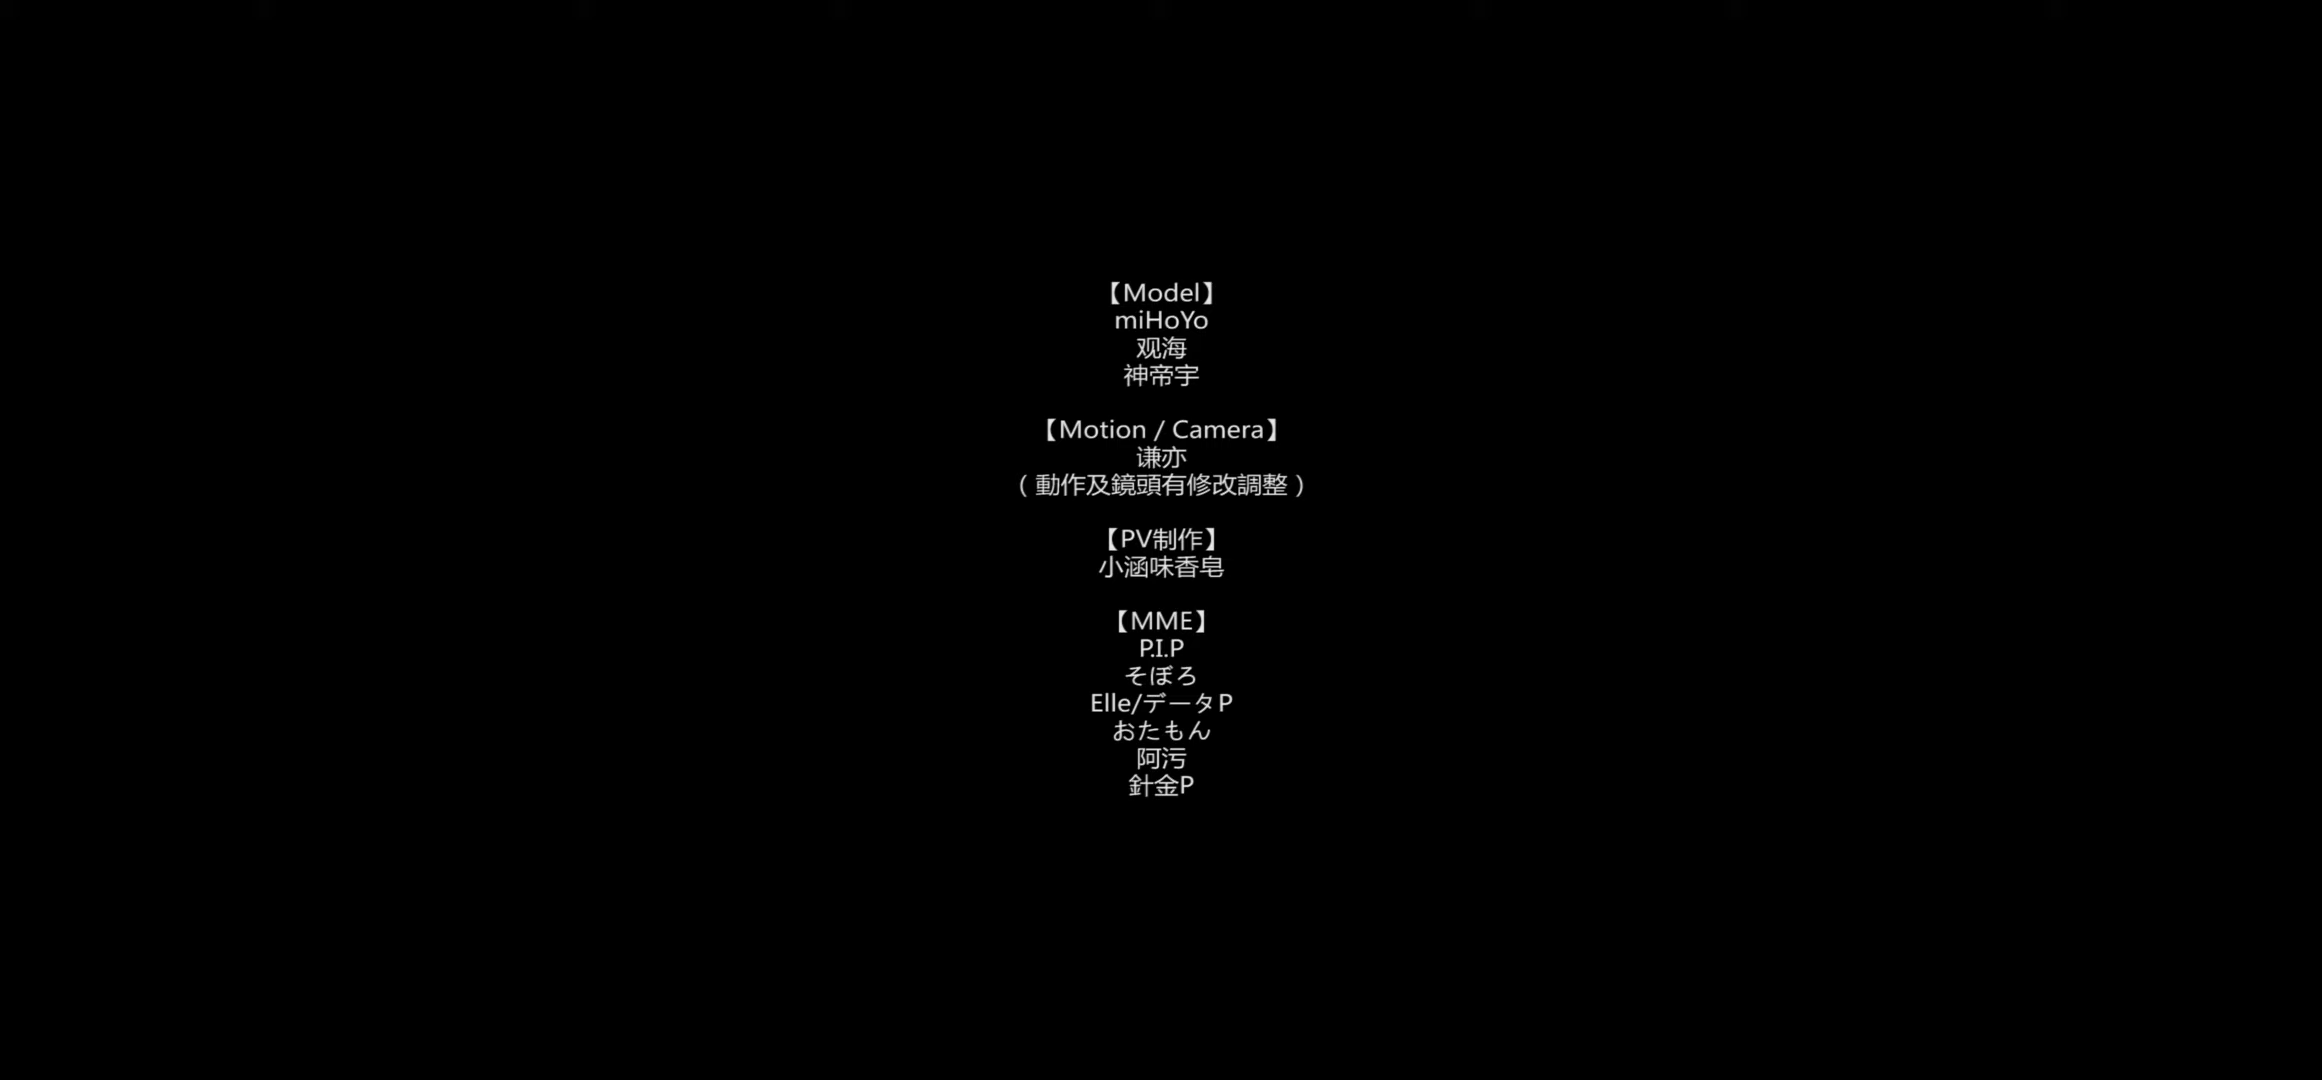 【Model】
miHoYo
观海
神帝宇
【Motion / Camera】
谦亦
（動作及鏡頭有修改調整）
【PV制作】
小涵味香皂
【MME】
P.I.P
そぼろ
Elle/データP
おたもん
阿污
針金P